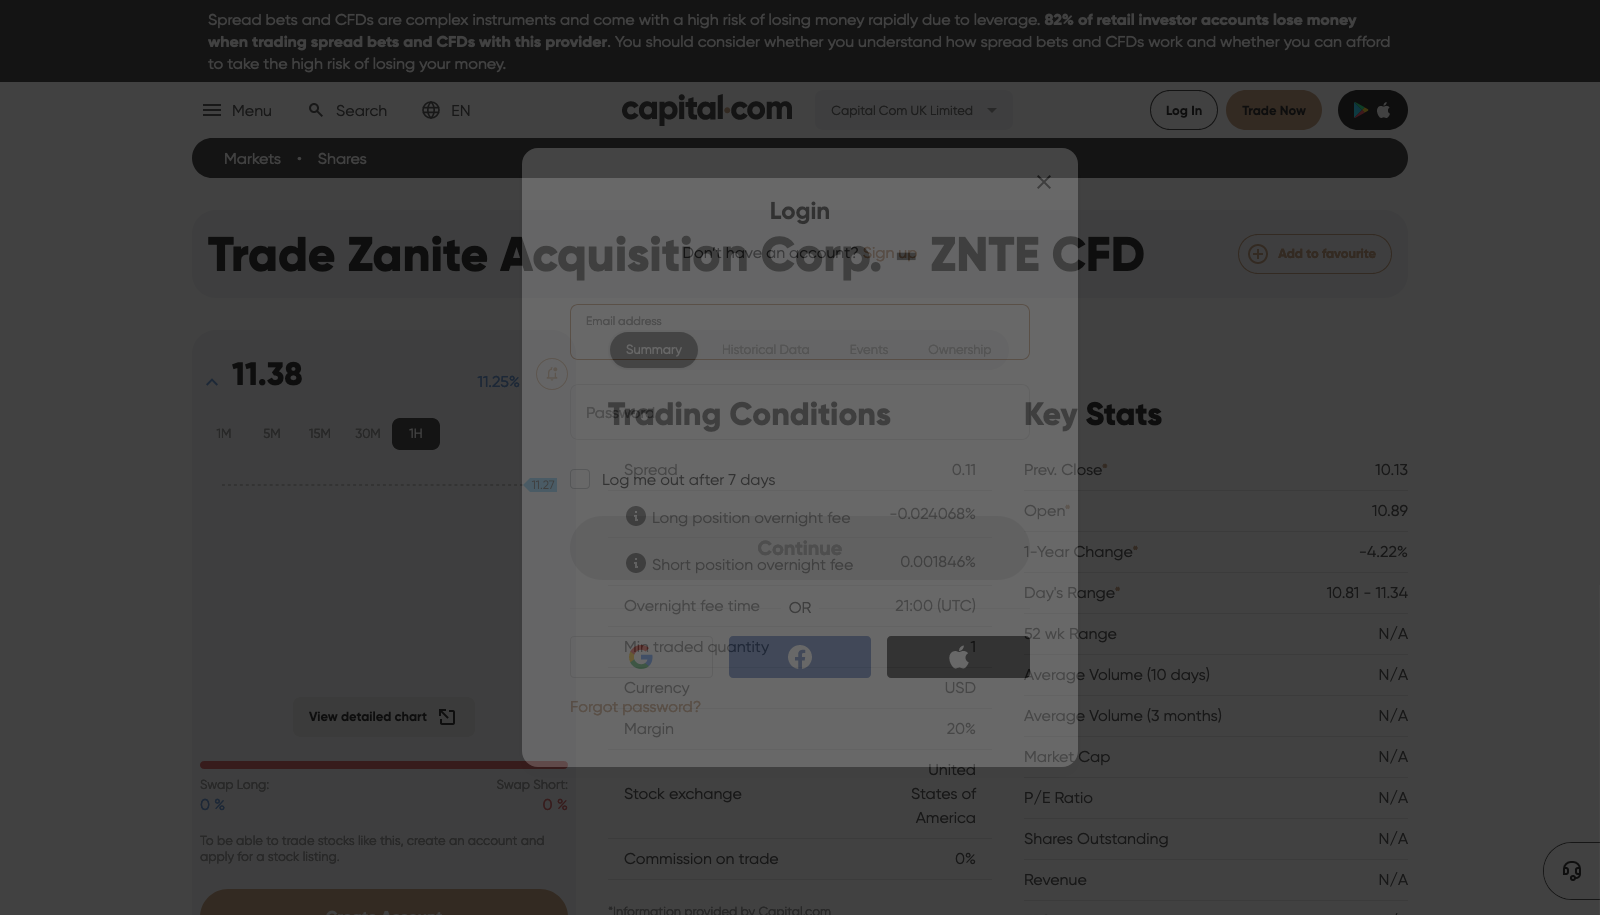 Spread bets and CFDs are complex instruments and come with a high risk of losing money rapidly due to leverage. 82% of retail investor accounts lose money
when trading spread bets and CFDs with this provider. You should consider whether you understand how spread bets and CFDs work and whether you can afford
to take the high risk of losing your money.
Menu
Search
EN
capital.com
Capital Com UK Limited
Log In
Trade Now
Markets • Shares
Login
Trade Zanite Acquisition Corp. - ZNTE CFD
Don't have an account? Sign up
Add to favourite
Email address
Summary
Historical Data
Events
Ownership
11.38
11.25%
1M
5M
15M
30M
1H
11.27
View detailed chart
Swap Long:
Swap Short:
0 %
0 %
To be able to trade stocks like this, create an account and
apply for a stock listing.
Create Account
Password
Trading Conditions
Spread
0.11
Log me out after 7 days
Long position overnight fee
-0.024068%
Continue
Short position overnight fee
0.001846%
Overnight fee time
21:00 (UTC)
OR
Min traded quantity
1
Currency
USD
Forgot password?
Margin
20%
Stock exchange
United
States of
America
Commission on trade
0%
*Information provided by Capital.com
Key Stats
Prev. Close*
10.13
Open*
10.89
1-Year Change*
-4.22%
Day's Range*
10.81 - 11.34
52 wk Range
N/A
Average Volume (10 days)
N/A
Average Volume (3 months)
N/A
Market Cap
N/A
P/E Ratio
N/A
Shares Outstanding
N/A
Revenue
N/A